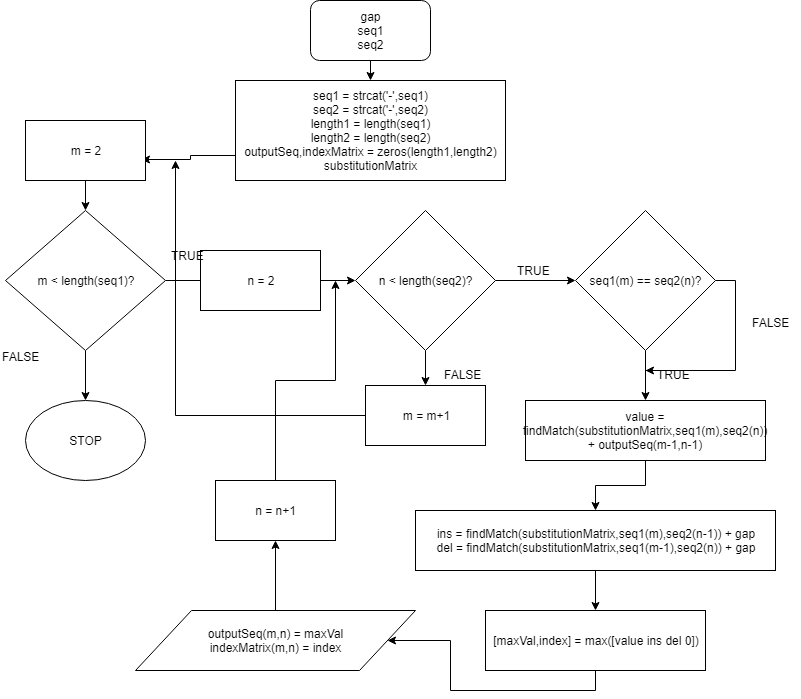 gap
seq1
seq2
seq1 = strcat('-',seq1)
seq2 = strcat('-',seq2)
length1 = length(seq1)
length2 = length(seq2)
outputSeq,indexMatrix = zeros(length1,length2)
substitutionMatrix
m = 2
m < length(seq1)?
TRUE
n = 2
n < length(seq2)?
TRUE
seq1(m) == seq2(n)?
FALSE
FALSE
FALSE
TRUE
STOP
m = m+1
value =
findMatch(substitutionMatrix,seq1(m),seq2(n))
+ outputSeq(m-1,n-1)
n = n+1
ins = findMatch(substitutionMatrix,seq1(m),seq2(n-1)) + gap
del = findMatch(substitutionMatrix,seq1(m-1),seq2(n)) + gap
outputSeq(m,n) = maxVal
indexMatrix(m,n) = index
[maxVal,index] = max([value ins del 0])